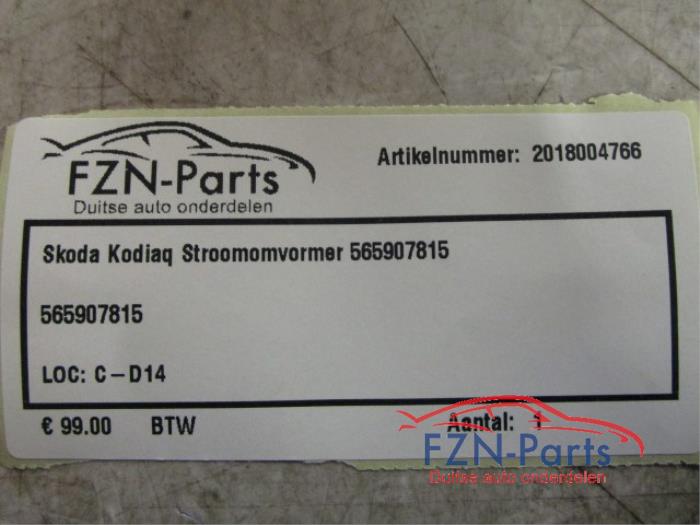 FZN-Parts
Duitse auto onderdelen
Artikelnummer: 2018004766
Skoda Kodiaq Stroomomvormer 565907815
565907815
LOC: C-D14
€ 99.00 BTW Aantal: 1
FZN-Parts
Duitse auto onderdelen